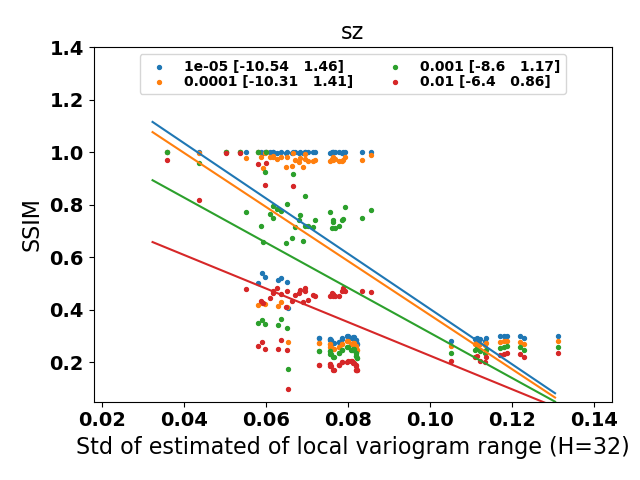 sz
1e-05 [-10.54 1.46]
0.0001 [-10.31 1.41]
0.001 [-8.6 1.17]
0.01 [-6.4 0.86]
1.4
1.2
1.0
0.8
0.6
0.4
0.2
SSIM
0.02 0.04 0.06 0.08 0.10 0.12 0.14
Std of estimated of local variogram range (H=32)